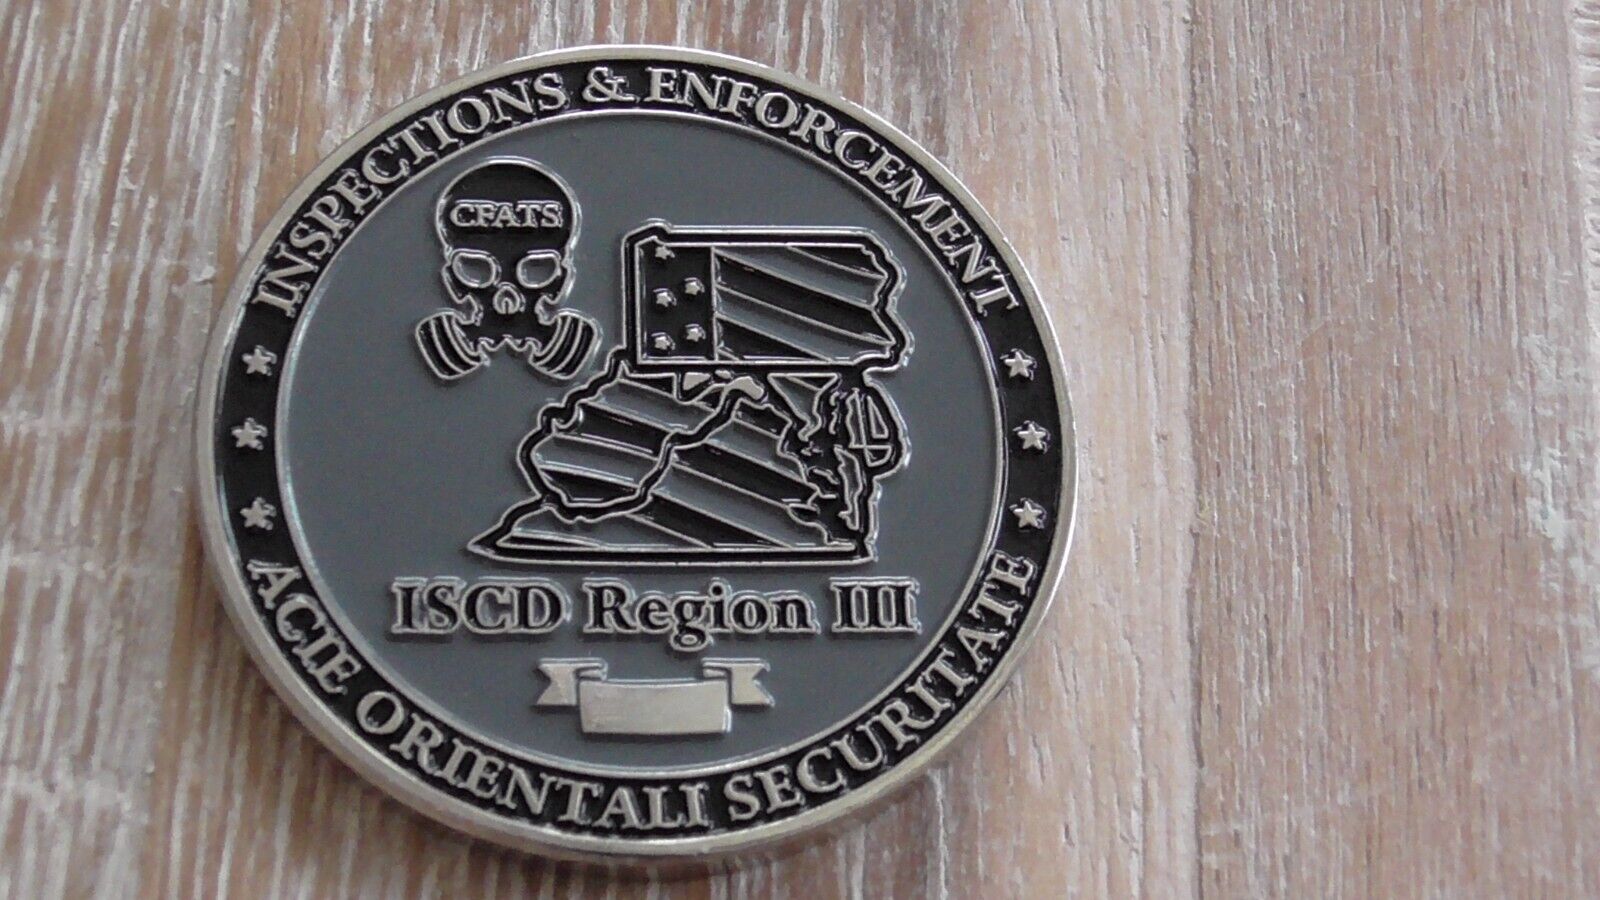 INSPECTIONS & ENFORCEMENT
CFATS
ISCD Region III
ACIE ORIENTALI SECURITATE